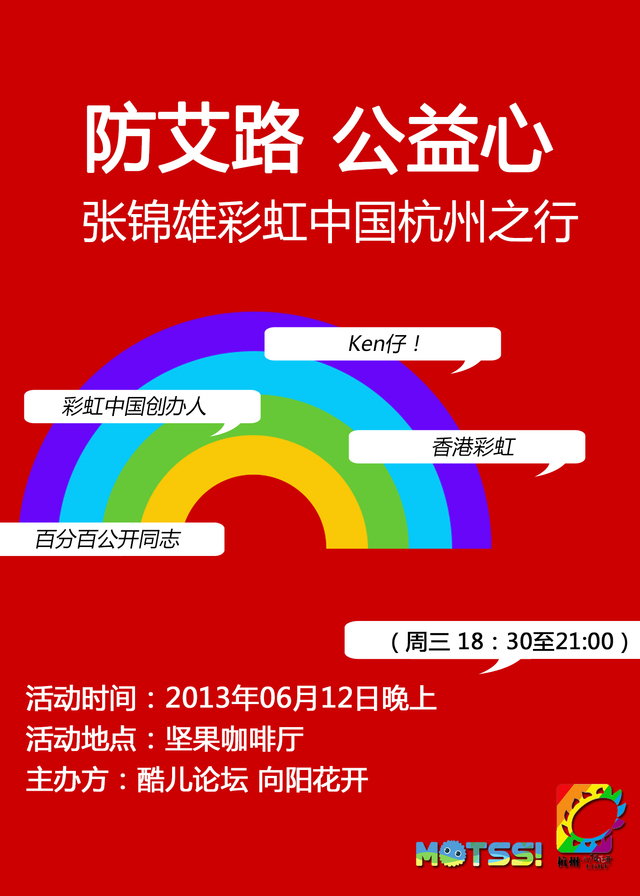 防艾路 公益心
张锦雄彩虹中国杭州之行
Ken仔！
彩虹中国创办人
香港彩虹
百分百公开同志
（周三 18：30至21:00）
活动时间：2013年06月12日晚上
活动地点：坚果咖啡厅
主办方：酷儿论坛 向阳花开
MOTSS!
杭州